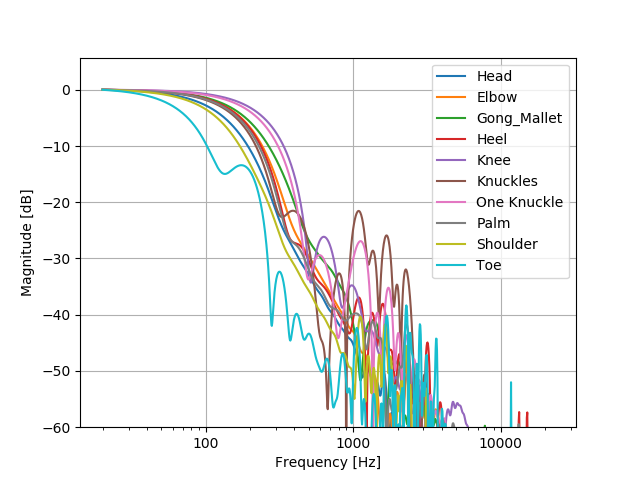 0
−10
−20
−30
−40
−50
−60
Magnitude [dB]
100
1000
10000
Frequency [Hz]
Head
Elbow
Gong_Mallet
Heel
Knee
Knuckles
One Knuckle
Palm
Shoulder
Toe